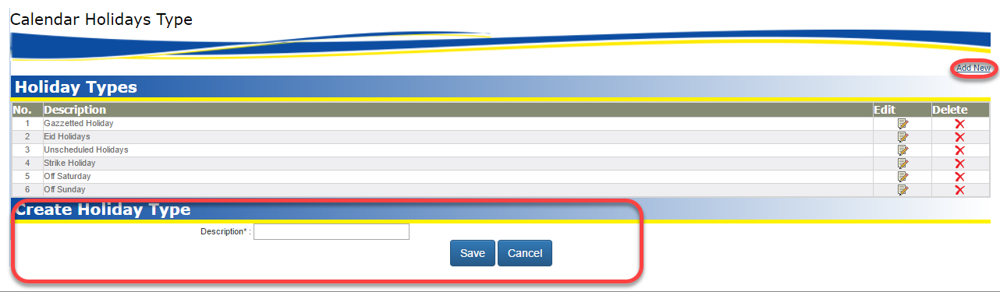 Calendar Holidays Type
Add New
Holiday Types
No. Description Edit Delete
1 Gazzetted Holiday
2 Eid Holidays
3 Unscheduled Holidays
4 Strike Holiday
5 Off Saturday
6 Off Sunday
Create Holiday Type
Description* :
Save Cancel